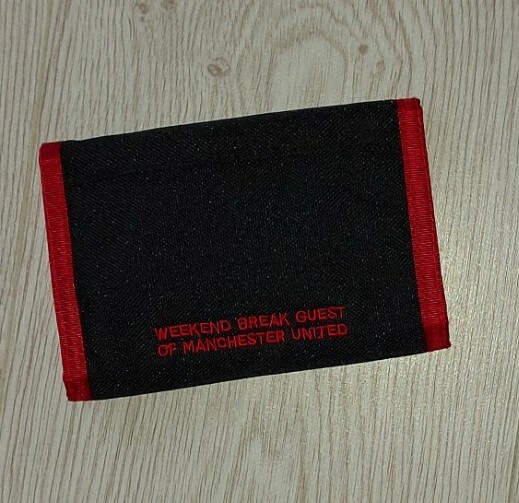 WEEKEND BREAK GUEST
OF MANCHESTER UNITED